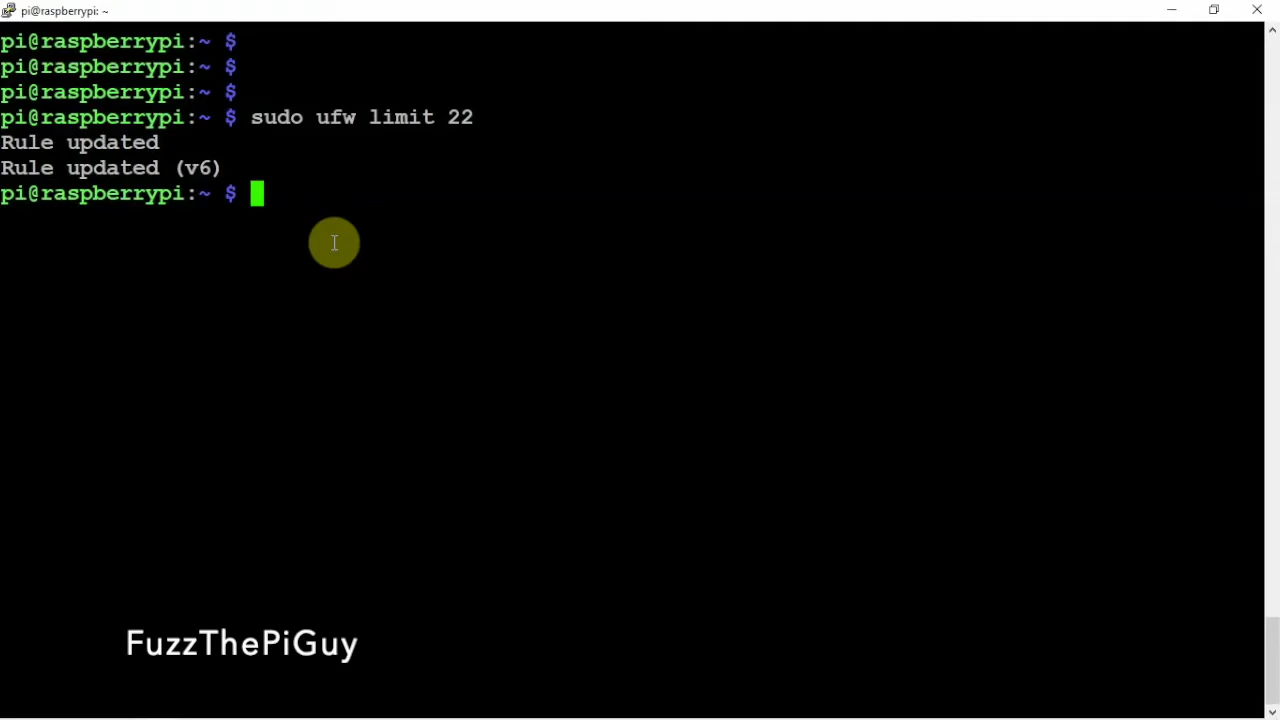 pi@raspberrypi: ~
pi@raspberrypi:~ $
pi@raspberrypi:~ $
pi@raspberrypi:~ $
pi@raspberrypi:~ $ sudo ufw limit 22
Rule updated
Rule updated (v6)
pi@raspberrypi:~ $
FuzzThePiGuy